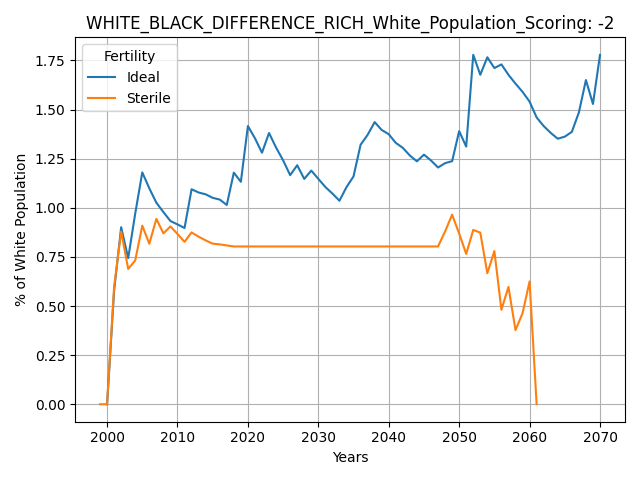 WHITE_BLACK_DIFFERENCE_RICH_White_Population_Scoring: -2
Fertility
Ideal
Sterile
% of White Population
1.75
1.50
1.25
1.00
0.75
0.50
0.25
0.00
2000 2010 2020 2030 2040 2050 2060 2070
Years